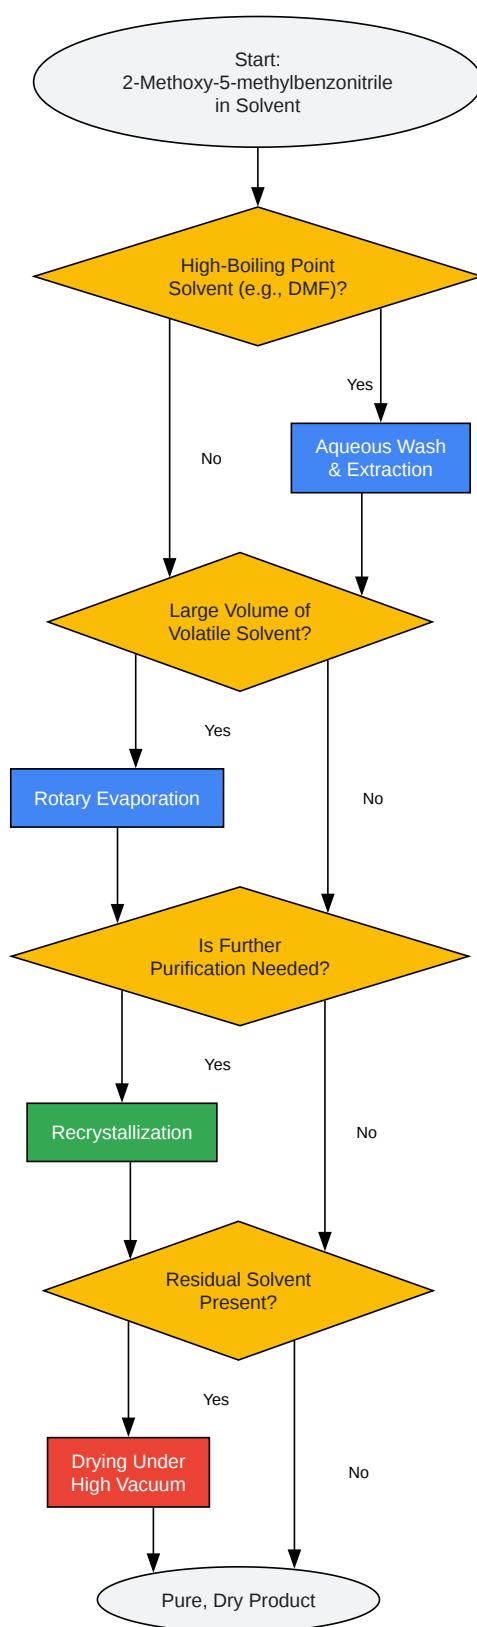 Start:
2-Methoxy-5-methylbenzonitrile
in Solvent
High-Boiling Point
Solvent (e.g., DMF)?
Yes
Aqueous Wash
& Extraction
No
Large Volume of
Volatile Solvent?
Yes
Rotary Evaporation
No
Is Further
Purification Needed?
Yes
Recrystallization
No
Residual Solvent
Present?
Yes
Drying Under
High Vacuum
No
Pure, Dry Product